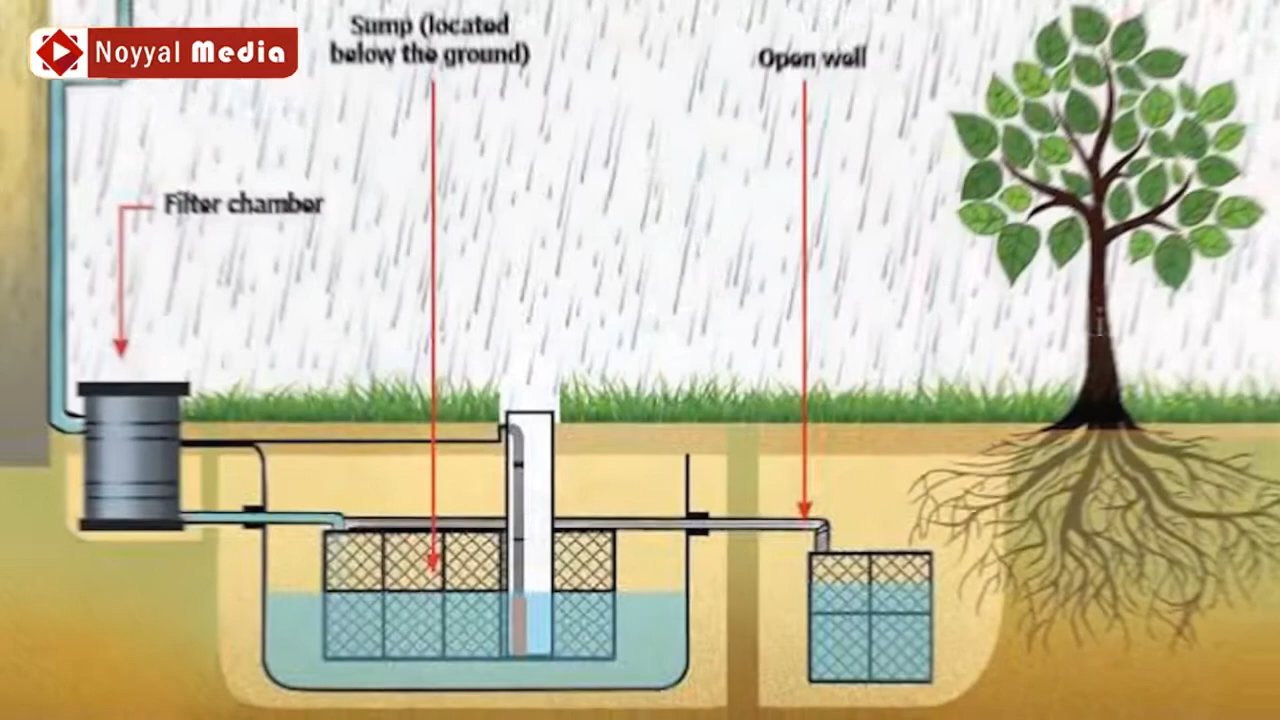 Noyyal Media
Sump (located
below the ground)
Open well
Filter chamber